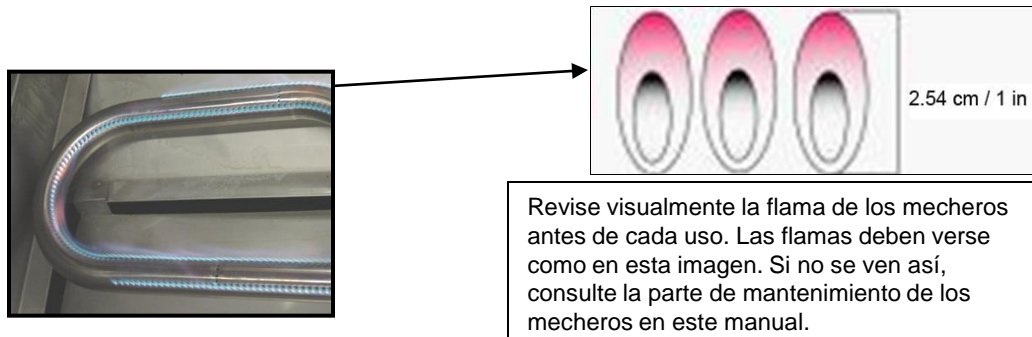 2.54 cm / 1 in
Revise visualmente la flama de los mecheros
antes de cada uso. Las flamas deben verse
como en esta imagen. Si no se ven así,
consulte la parte de mantenimiento de los
mecheros en este manual.